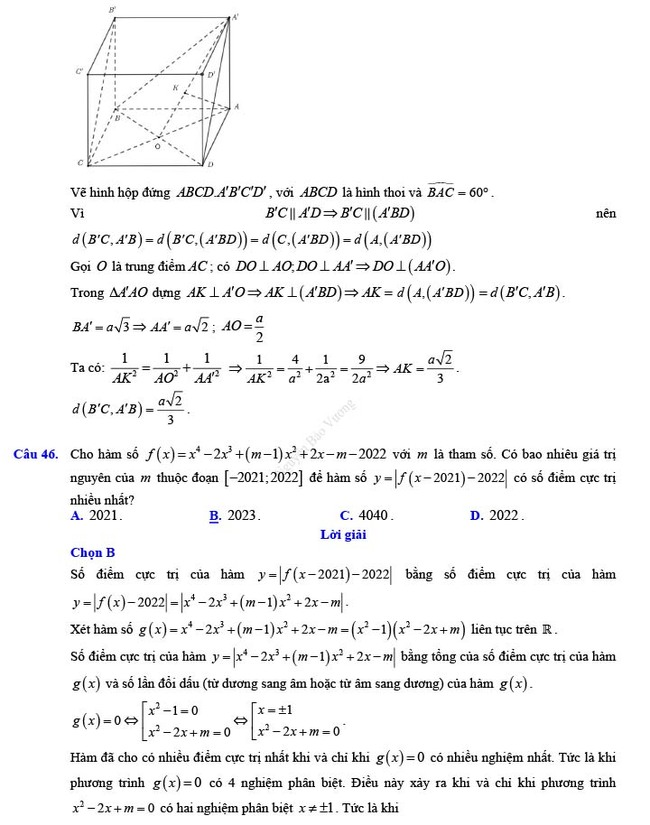 B'
A'
C'
D'
K
B
A
O
C
D
Vẽ hình hộp đứng ABCD.A'B'C'D', với ABCD là hình thoi và \widehat{BAC} = 60°.
Vì B'C ∥ A'D ⇒ B'C ∥ (A'BD) nên
d(B'C, A'B) = d(B'C, (A'BD)) = d(C, (A'BD)) = d(A, (A'BD))
Gọi O là trung điểm AC; có DO ⊥ AO; DO ⊥ AA' ⇒ DO ⊥ (AA'O).
Trong ΔA'AO dựng AK ⊥ A'O ⇒ AK ⊥ (A'BD) ⇒ AK = d(A, (A'BD)) = d(B'C, A'B).
BA' = a√3 ⇒ AA' = a√2; AO = a/2
Ta có: 1/AK² = 1/AO² + 1/AA'² ⇒ 1/AK² = 4/a² + 1/2a² = 9/2a² ⇒ AK = a√2/3.
d(B'C, A'B) = a√2/3.
Câu 46. Cho hàm số f(x) = x⁴ − 2x³ + (m−1)x² + 2x − m − 2022 với m là tham số. Có bao nhiêu giá trị
nguyên của m thuộc đoạn [−2021; 2022] để hàm số y = |f(x−2021) − 2022| có số điểm cực trị
nhiều nhất?
A. 2021. B. 2023. C. 4040. D. 2022.
Lời giải
Chọn B
Số điểm cực trị của hàm y = |f(x−2021) − 2022| bằng số điểm cực trị của hàm
y = |f(x) − 2022| = |x⁴ − 2x³ + (m−1)x² + 2x − m|.
Xét hàm số g(x) = x⁴ − 2x³ + (m−1)x² + 2x − m = (x² − 1)(x² − 2x + m) liên tục trên ℝ.
Số điểm cực trị của hàm y = |x⁴ − 2x³ + (m−1)x² + 2x − m| bằng tổng của số điểm cực trị của hàm
g(x) và số lần đổi dấu (từ dương sang âm hoặc từ âm sang dương) của hàm g(x).
g(x) = 0 ⇔ [x² − 1 = 0; x² − 2x + m = 0 ⇔ [x = ±1; x² − 2x + m = 0.
Hàm đã cho có nhiều điểm cực trị nhất khi và chỉ khi g(x) = 0 có nhiều nghiệm nhất. Tức là khi
phương trình g(x) = 0 có 4 nghiệm phân biệt. Điều này xảy ra khi và chỉ khi phương trình
x² − 2x + m = 0 có hai nghiệm phân biệt x ≠ ±1. Tức là khi